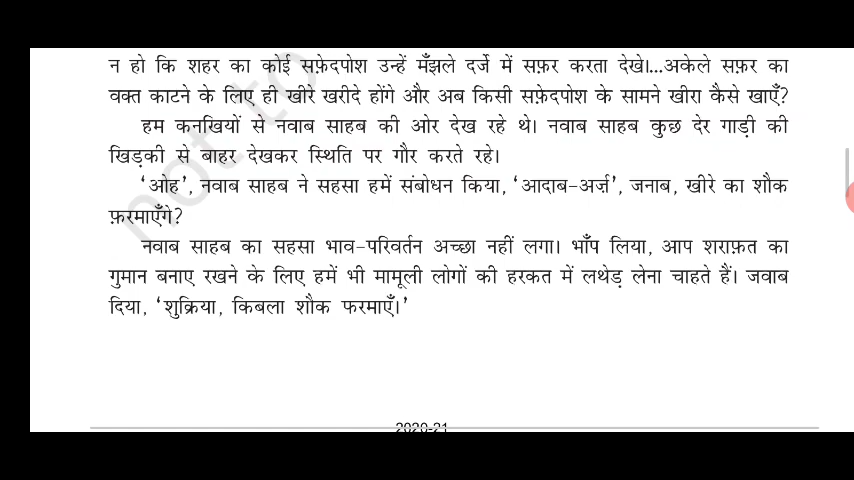 न हो कि शहर का कोई सफ़ेदपोश उन्हें मँझले दर्जे में सफ़र करता देखे।...अकेले सफ़र का
वक्त काटने के लिए ही खीरे खरीदे होंगे और अब किसी सफ़ेदपोश के सामने खीरा कैसे खाएँ?
हम कनखियों से नवाब साहब की ओर देख रहे थे। नवाब साहब कुछ देर गाड़ी की
खिड़की से बाहर देखकर स्थिति पर गौर करते रहे।
‘ओह’, नवाब साहब ने सहसा हमें संबोधन किया, ‘आदाब-अर्ज’, जनाब, खीरे का शौक
फ़रमाएँगे?
नवाब साहब का सहसा भाव-परिवर्तन अच्छा नहीं लगा। भाँप लिया, आप शराफ़त का
गुमान बनाए रखने के लिए हमें भी मामूली लोगों की हरकत में लथेड़ लेना चाहते हैं। जवाब
दिया, ‘शुक्रिया, किबला शौक फरमाएँ।’
not to
2020-21